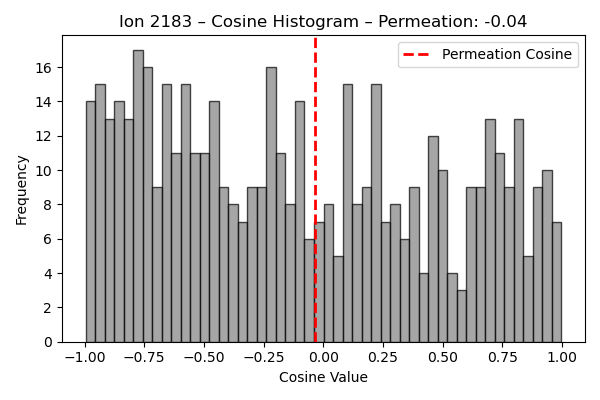 Ion 2183 – Cosine Histogram – Permeation: -0.04
Permeation Cosine
Frequency
16
14
12
10
8
6
4
2
0
−1.00 −0.75 −0.50 −0.25 0.00 0.25 0.50 0.75 1.00
Cosine Value